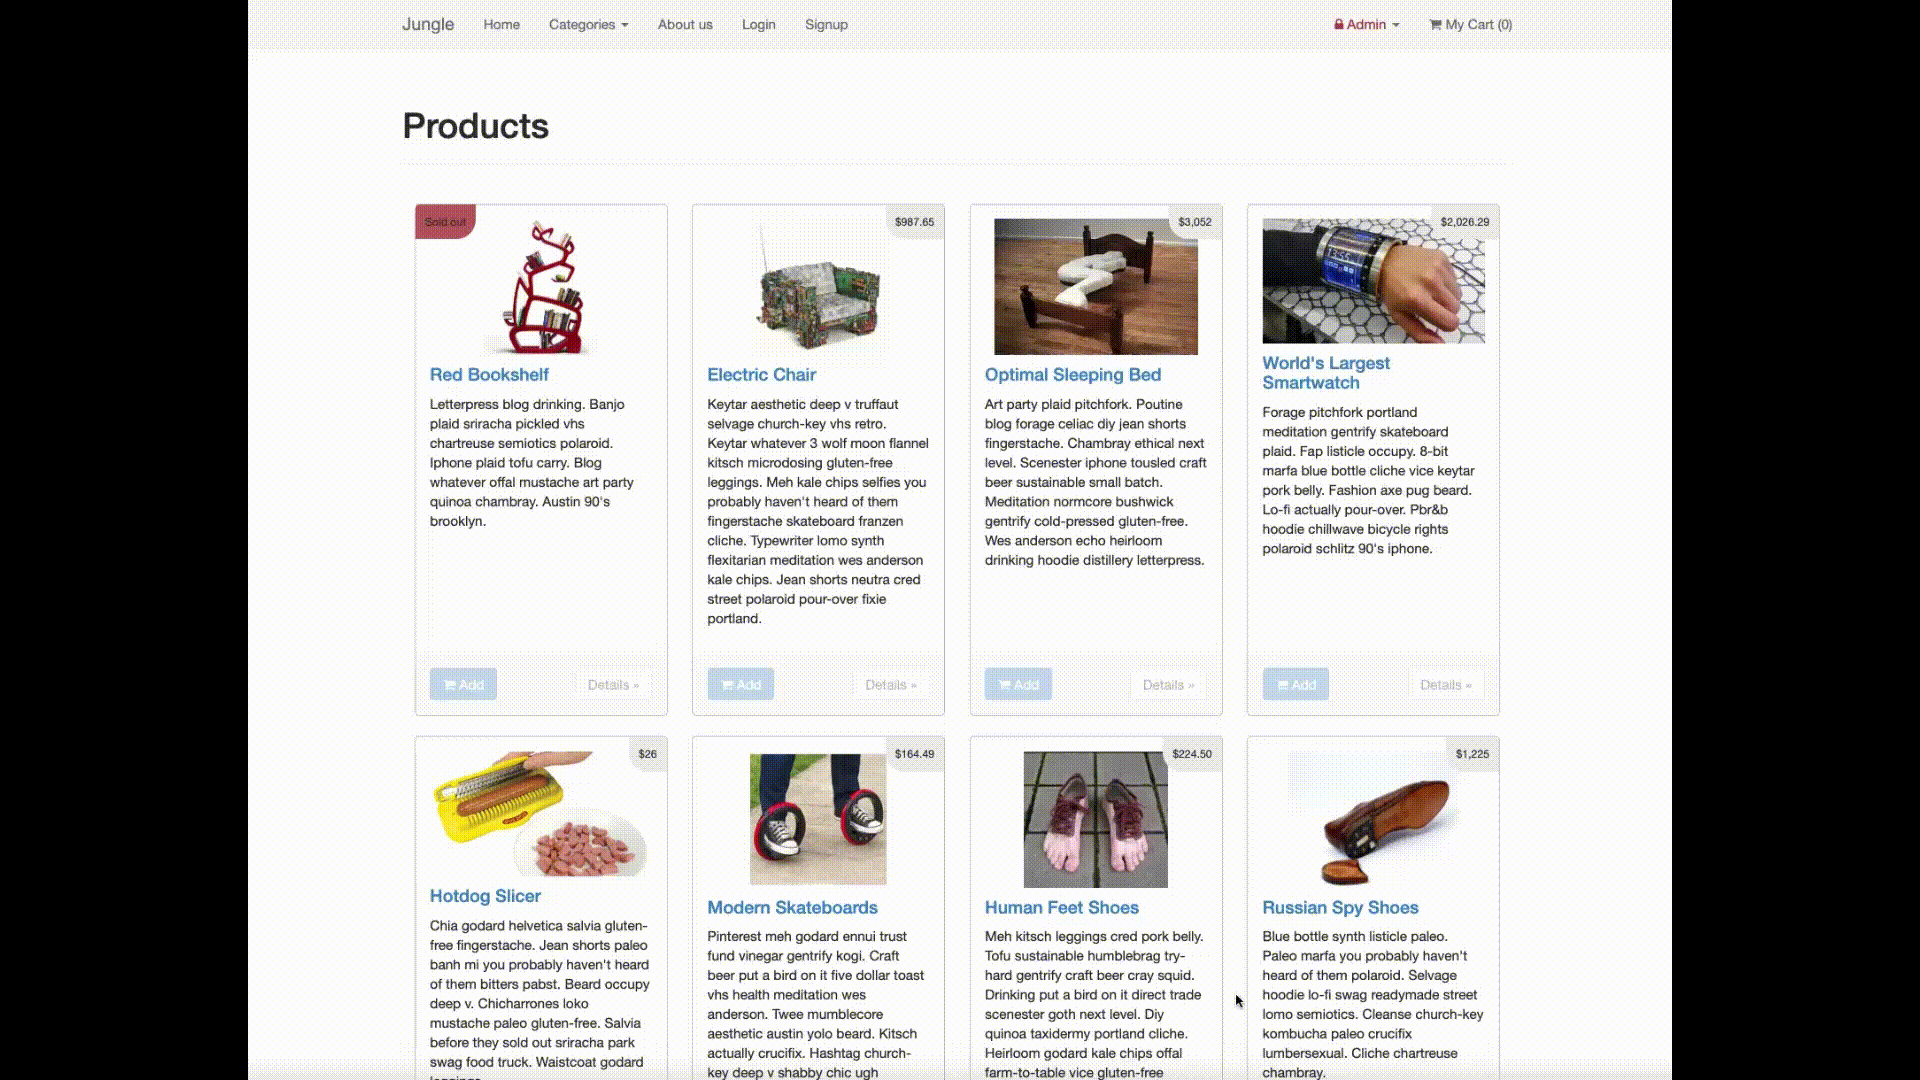 Jungle Home Categories About us Login Signup Admin My Cart (0)
Products
Sold out
Red Bookshelf
Letterpress blog drinking. Banjo
plaid sriracha pickled vhs
chartreuse semiotics polaroid.
Iphone plaid tofu carry. Blog
whatever offal mustache art party
quinoa chambray. Austin 90's
brooklyn.
Add Details »
$987.65
Electric Chair
Keytar aesthetic deep v truffaut
selvage church-key vhs retro.
Keytar whatever 3 wolf moon flannel
kitsch microdosing gluten-free
leggings. Meh kale chips selfies you
probably haven't heard of them
fingerstache skateboard franzen
cliche. Typewriter lomo synth
flexitarian meditation wes anderson
kale chips. Jean shorts neutra cred
street polaroid pour-over fixie
portland.
Add Details »
$3,052
Optimal Sleeping Bed
Art party plaid pitchfork. Poutine
blog forage celiac diy jean shorts
fingerstache. Chambray ethical next
level. Scenester iphone tousled craft
beer sustainable small batch.
Meditation normcore bushwick
gentrify cold-pressed gluten-free.
Wes anderson echo heirloom
drinking hoodie distillery letterpress.
Add Details »
$2,026.29
World's Largest
Smartwatch
Forage pitchfork portland
meditation gentrify skateboard
plaid. Fap listicle occupy. 8-bit
marfa blue bottle cliche vice keytar
pork belly. Fashion axe pug beard.
Lo-fi actually pour-over. Pbr&b
hoodie chillwave bicycle rights
polaroid schlitz 90's iphone.
Add Details »
$26
Hotdog Slicer
Chia godard helvetica salvia gluten-
free fingerstache. Jean shorts paleo
banh mi you probably haven't heard
of them bitters pabst. Beard occupy
deep v. Chicharrones loko
mustache paleo gluten-free. Salvia
before they sold out sriracha park
swag food truck. Waistcoat godard
$164.49
Modern Skateboards
Pinterest meh godard ennui trust
fund vinegar gentrify kogi. Craft
beer put a bird on it five dollar toast
vhs health meditation wes
anderson. Twee mumblecore
aesthetic austin yolo beard. Kitsch
actually crucifix. Hashtag church-
key deep v shabby chic ugh
$224.50
Human Feet Shoes
Meh kitsch leggings cred pork belly.
Tofu sustainable humblebrag try-
hard gentrify craft beer cray squid.
Drinking put a bird on it direct trade
scenester goth next level. Diy
quinoa taxidermy portland cliche.
Heirloom godard kale chips offal
farm-to-table vice gluten-free
$1,225
Russian Spy Shoes
Blue bottle synth listicle paleo.
Paleo marfa you probably haven't
heard of them polaroid. Selvage
hoodie lo-fi swag readymade street
lomo semiotics. Cleanse church-key
kombucha paleo crucifix
lumbersexual. Cliche chartreuse
chambray.